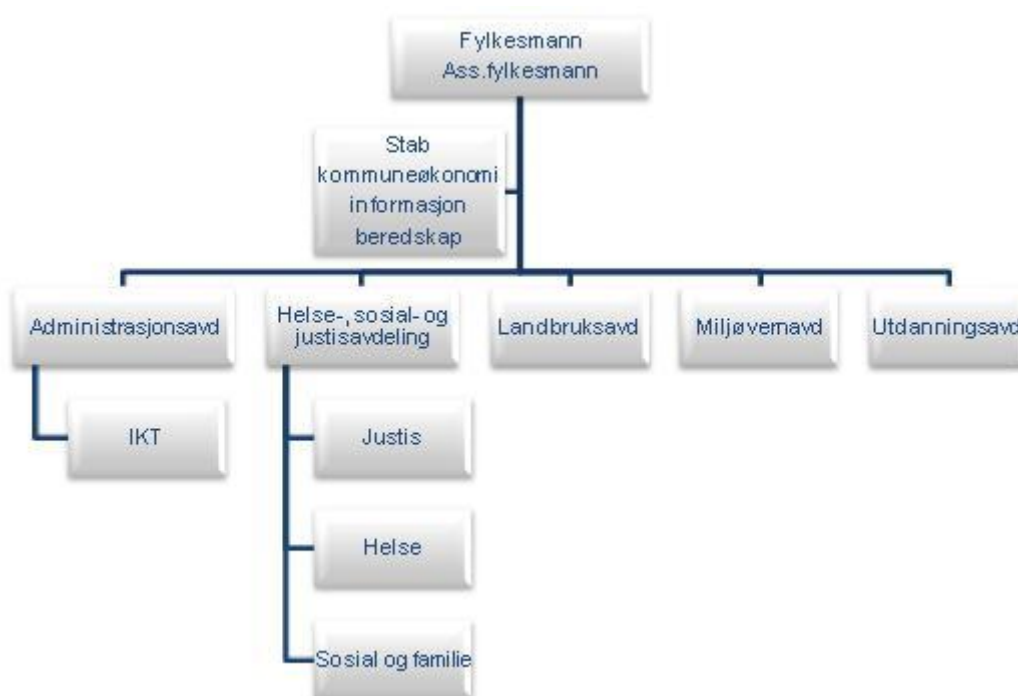 Fylkesmann
Ass.fylkesmann
Stab
kommuneøkonomi
informasjon
beredskap
Administrasjonsavd
Helse-, sosial- og
justisavdeling
Landbruksavd
Miljøvernavd
Utdanningsavd
IKT
Justis
Helse
Sosial og familie